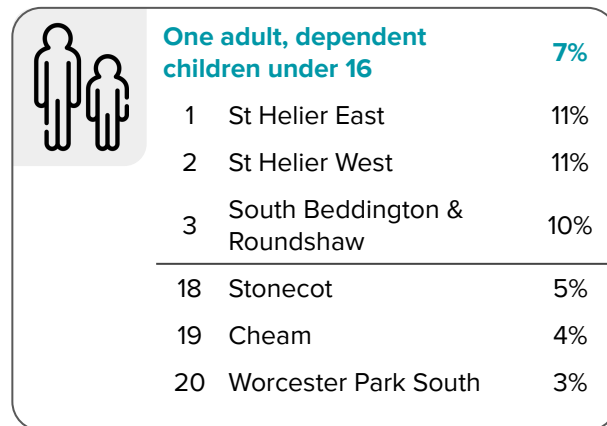 One adult, dependent
children under 16 7%
1 St Helier East 11%
2 St Helier West 11%
3 South Beddington &
Roundshaw 10%
18 Stonecot 5%
19 Cheam 4%
20 Worcester Park South 3%